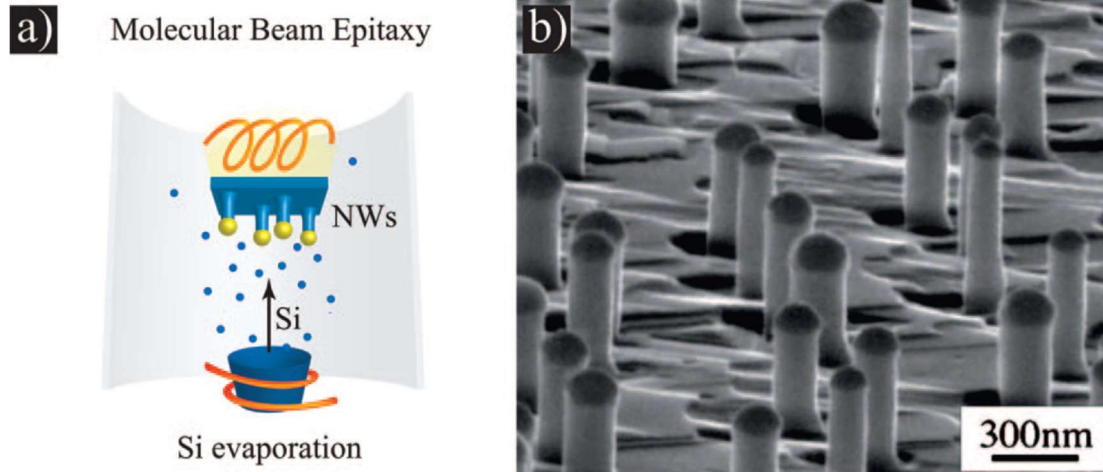 a)
Molecular Beam Epitaxy
NWs
Si
Si evaporation
b)
300nm